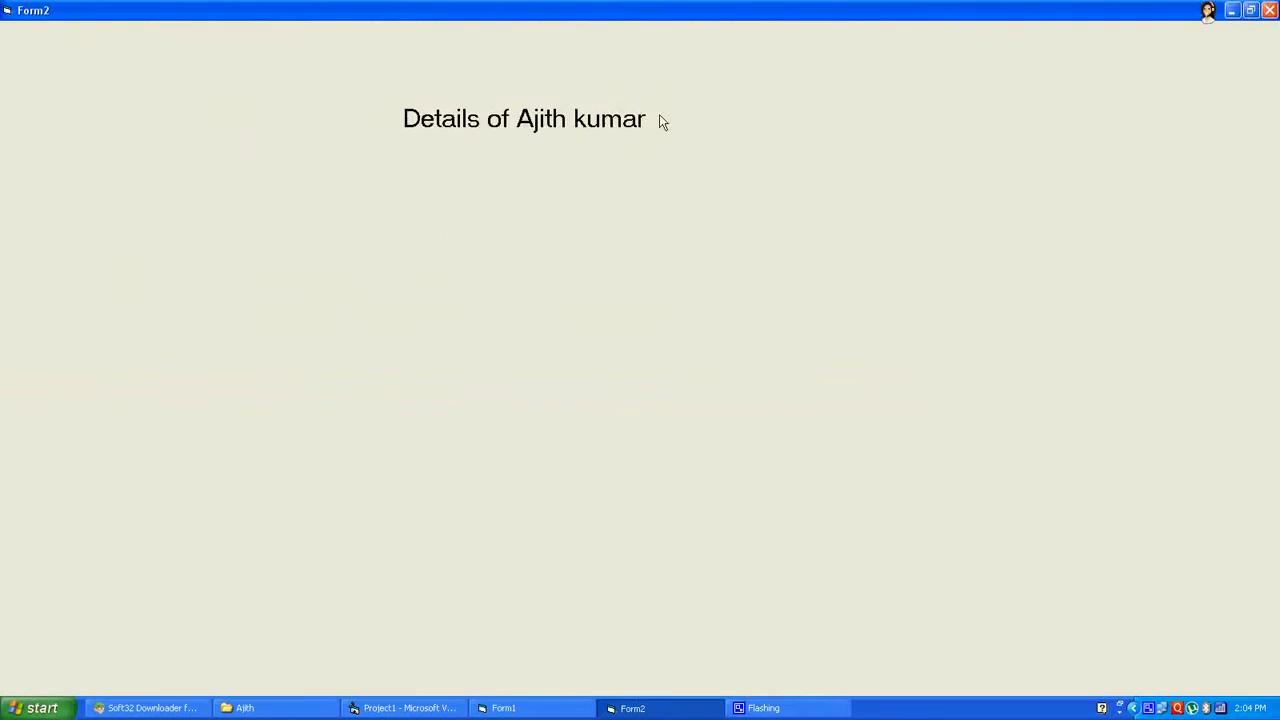 Form2
Details of Ajith kumar
start
Soft32 Downloader f...
Ajith
Project1 - Microsoft V...
Form1
Form2
Flashing
2:04 PM